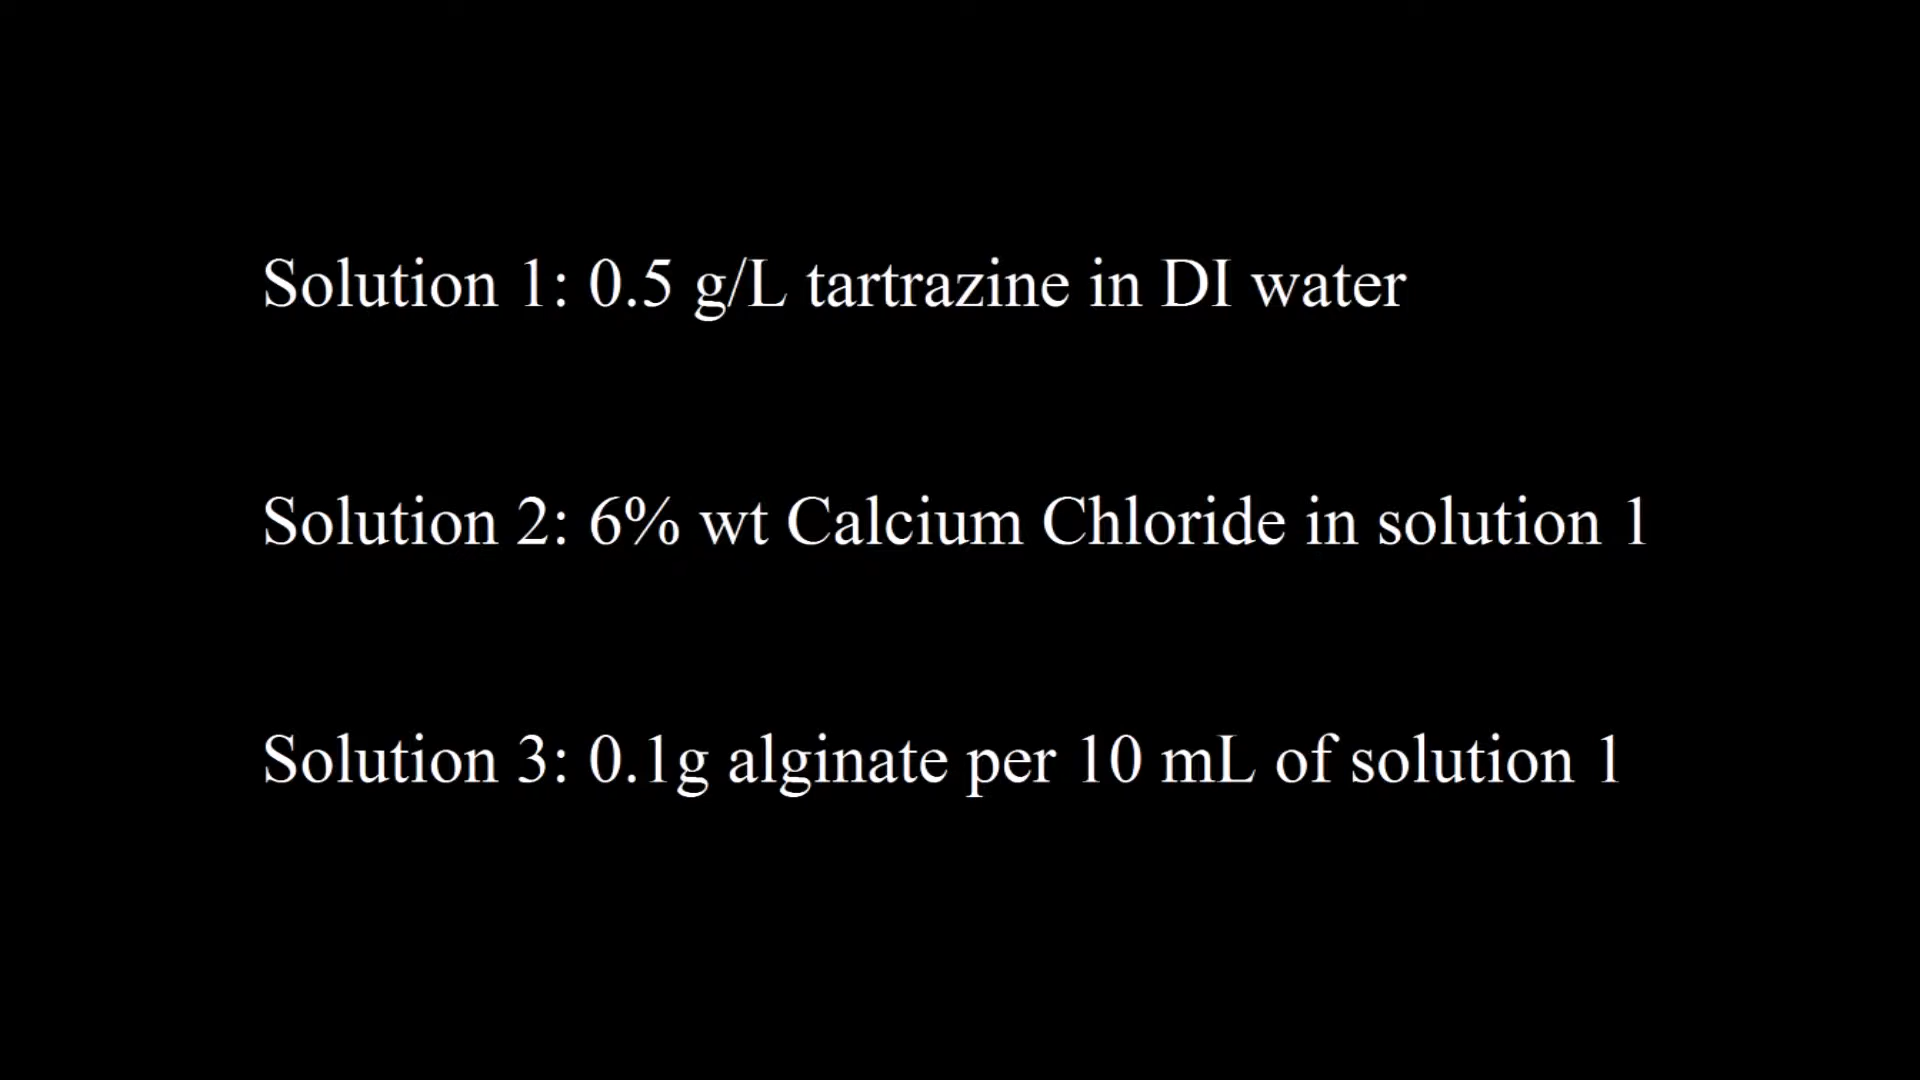 Solution 1: 0.5 g/L tartrazine in DI water
Solution 2: 6% wt Calcium Chloride in solution 1
Solution 3: 0.1g alginate per 10 mL of solution 1